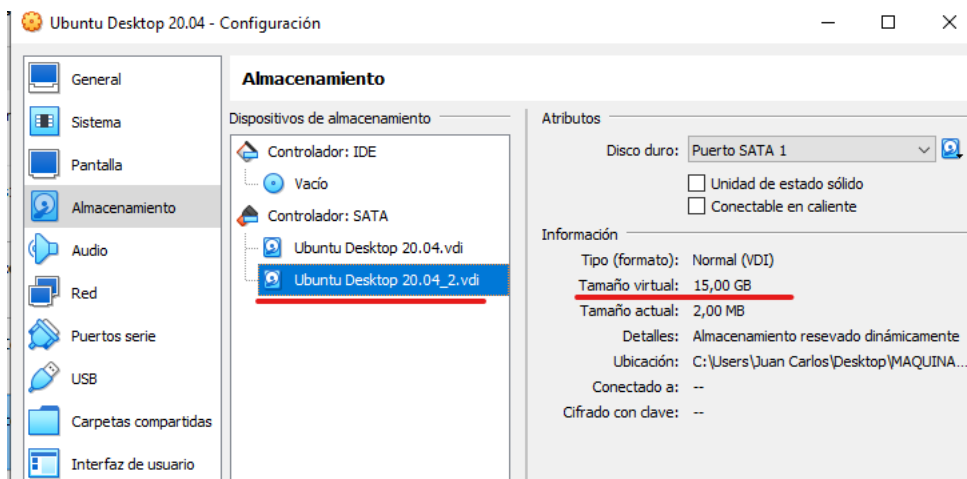 Ubuntu Desktop 20.04 - Configuración
General
Sistema
Pantalla
Almacenamiento
Audio
Red
Puertos serie
USB
Carpetas compartidas
Interfaz de usuario
Almacenamiento
Dispositivos de almacenamiento
Controlador: IDE
Vacío
Controlador: SATA
Ubuntu Desktop 20.04.vdi
Ubuntu Desktop 20.04_2.vdi
Atributos
Disco duro: Puerto SATA 1
Unidad de estado sólido
Conectable en caliente
Información
Tipo (formato): Normal (VDI)
Tamaño virtual: 15,00 GB
Tamaño actual: 2,00 MB
Detalles: Almacenamiento resevado dinámicamente
Ubicación: C:\Users\Juan Carlos\Desktop\MAQUINA...
Conectado a: --
Cifrado con clave: --